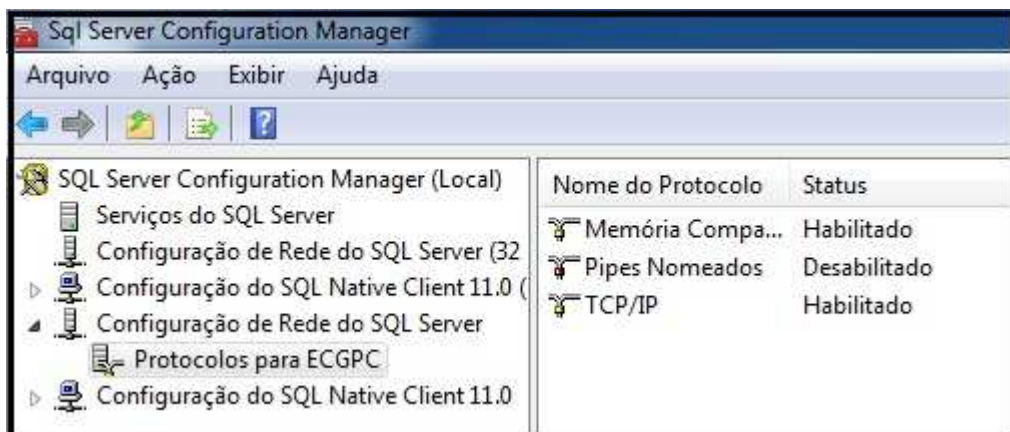 Sql Server Configuration Manager
Arquivo Ação Exibir Ajuda
SQL Server Configuration Manager (Local)
Serviços do SQL Server
Configuração de Rede do SQL Server (32
Configuração do SQL Native Client 11.0 (
Configuração de Rede do SQL Server
Protocolos para ECGPC
Configuração do SQL Native Client 11.0
Nome do Protocolo Status
Memória Compa... Habilitado
Pipes Nomeados Desabilitado
TCP/IP Habilitado